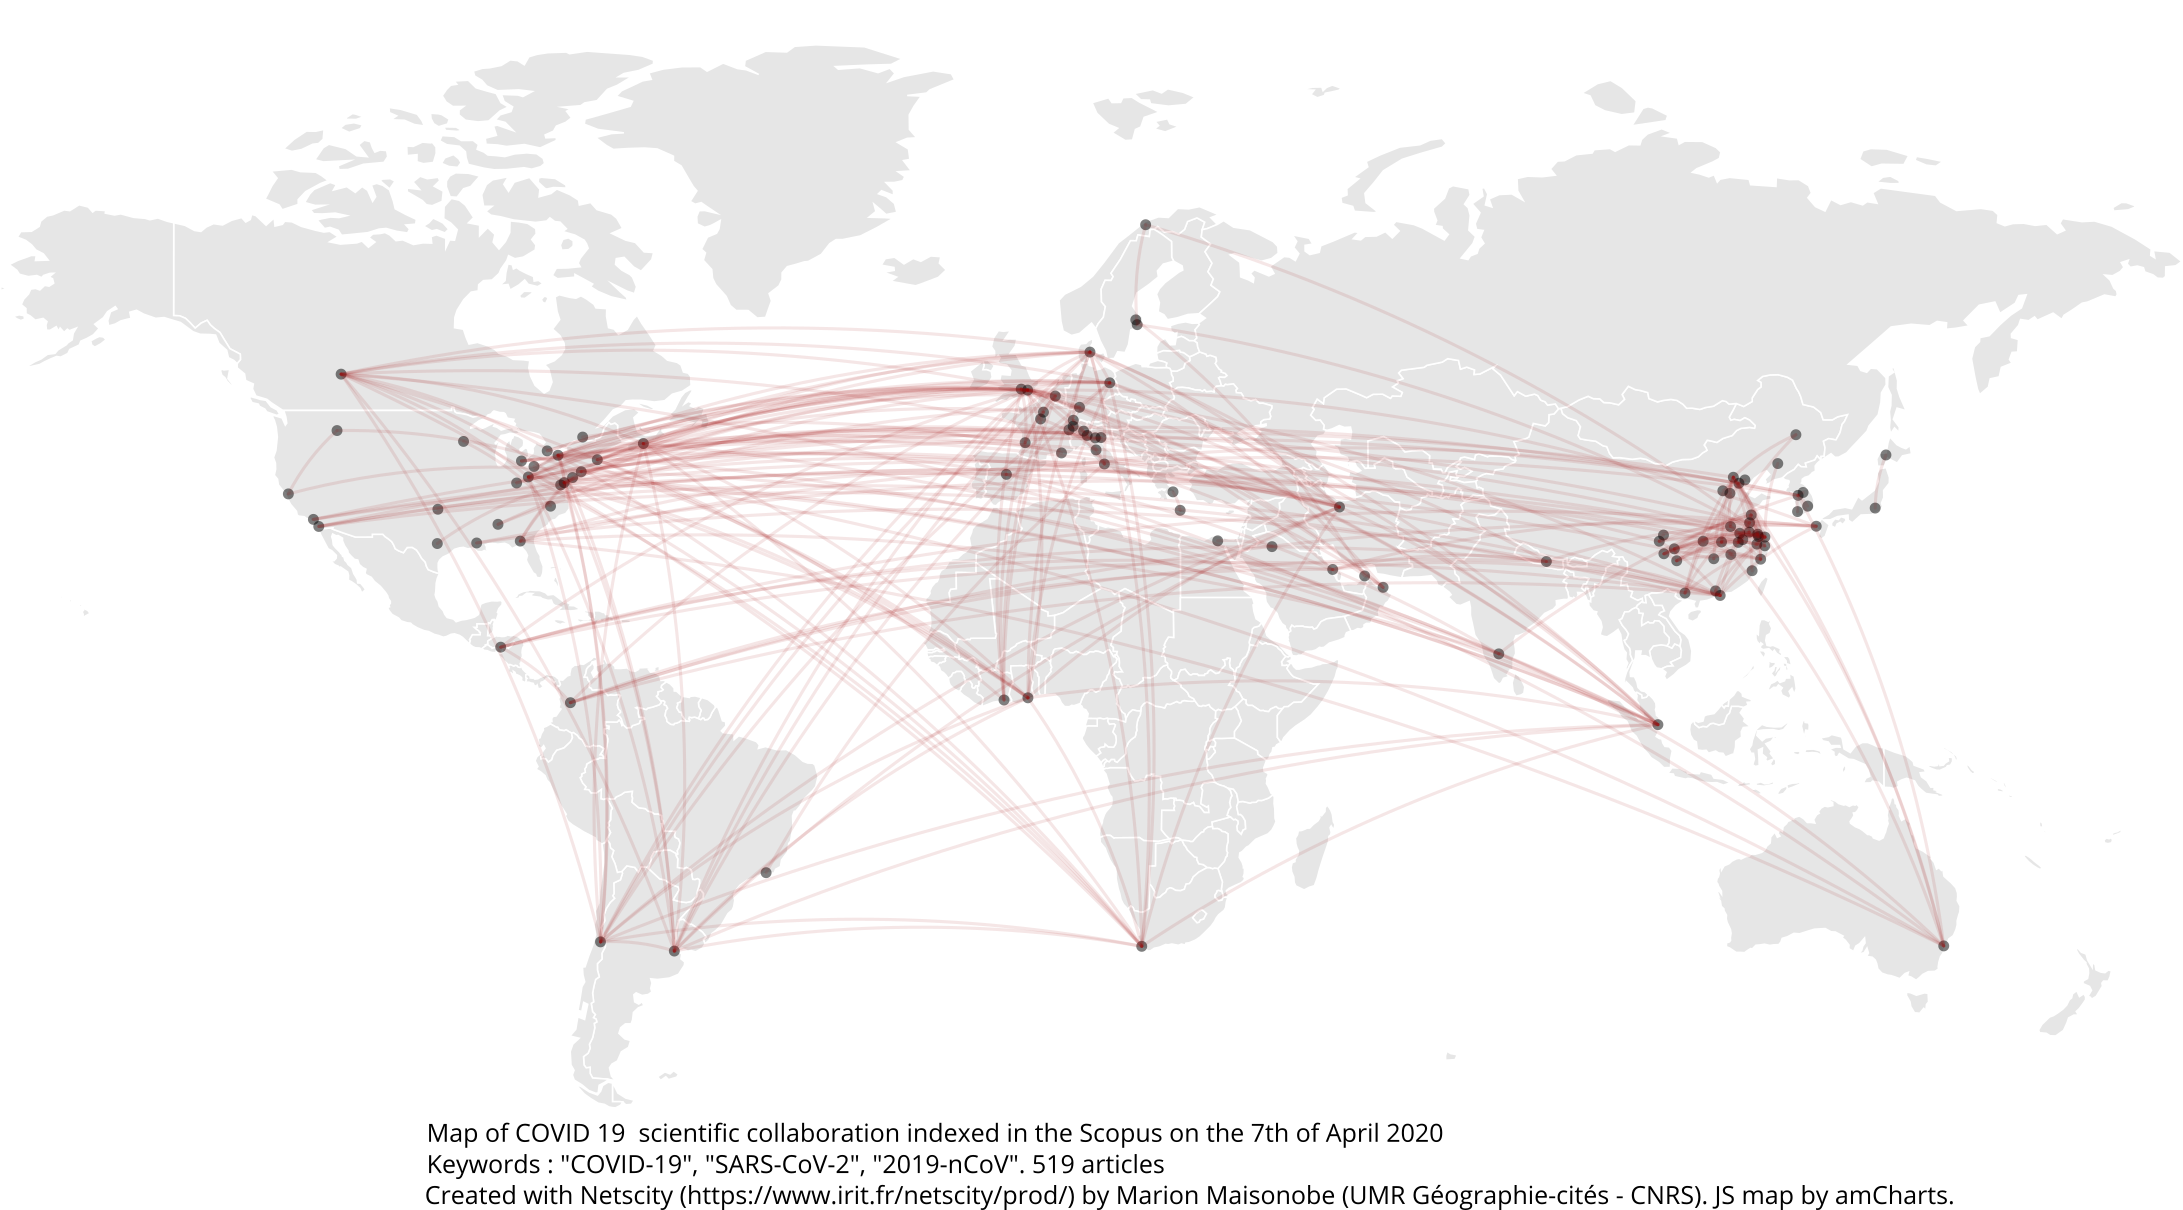 Map of COVID 19  scientific collaboration indexed in the Scopus on the 7th of April 2020
Keywords : "COVID-19", "SARS-CoV-2", "2019-nCoV". 519 articles
Created with Netscity (https://www.irit.fr/netscity/prod/) by Marion Maisonobe (UMR Géographie-cités - CNRS). JS map by amCharts.